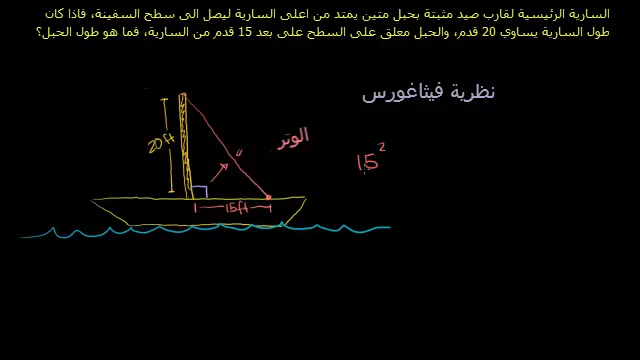 السارية الرئيسية لقارب صيد مثبتة بحبل متين يمتد من اعلى السارية ليصل الى سطح السفينة، فاذا كان
طول السارية يساوي 20 قدم، والحبل معلق على السطح على بعد 15 قدم من السارية، فما هو طول الحبل؟
نظرية فيثاغورس
الوتر
20ft
15²
15ft